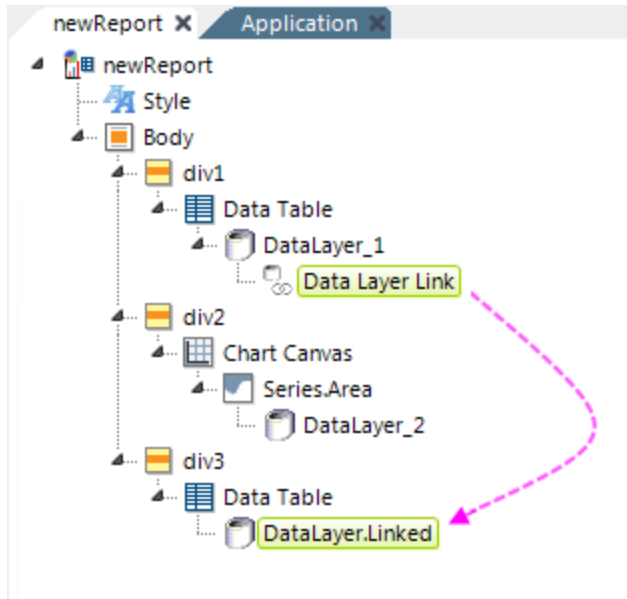 newReport Application
newReport
Style
Body
div1
Data Table
DataLayer_1
Data Layer Link
div2
Chart Canvas
Series.Area
DataLayer_2
div3
Data Table
DataLayer.Linked